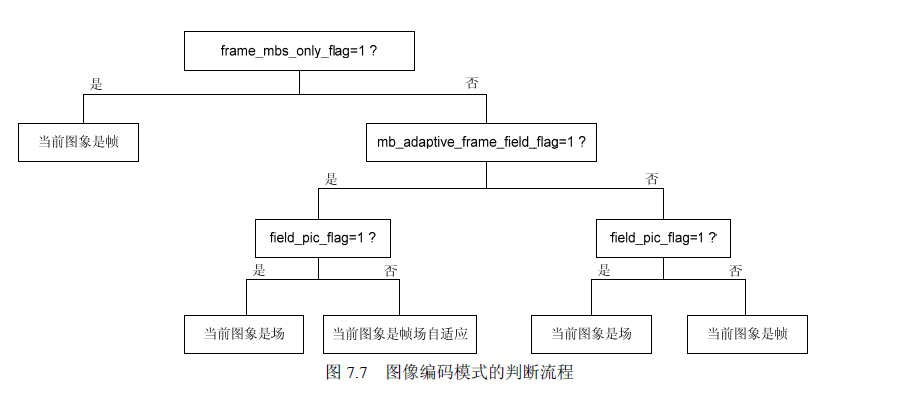 frame_mbs_only_flag=1 ?
是
否
当前图象是帧
mb_adaptive_frame_field_flag=1 ?
是
否
field_pic_flag=1 ?
field_pic_flag=1 ?
是
否
是
否
当前图象是场
当前图象是帧场自适应
当前图象是场
当前图象是帧
图 7.7 图像编码模式的判断流程